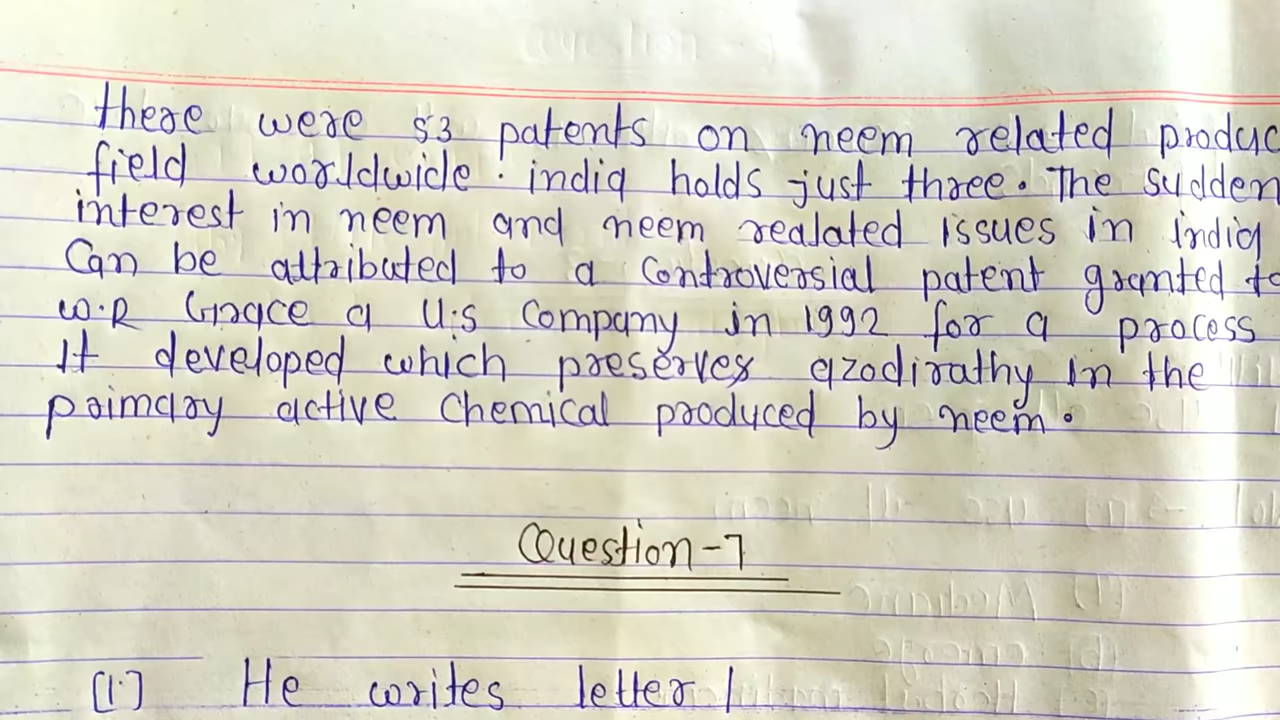 there were 53 patents on neem related produc
field worldwide. india holds just three. The sudden
interest in neem and neem realated issues in india
Can be attributed to a controversial patent granted to
W.R Grace a U.S Company in 1992 for a process
It developed which preserves azodirathy in the
primary active chemical produced by neem.
Question-7
(1.) He writes letter /